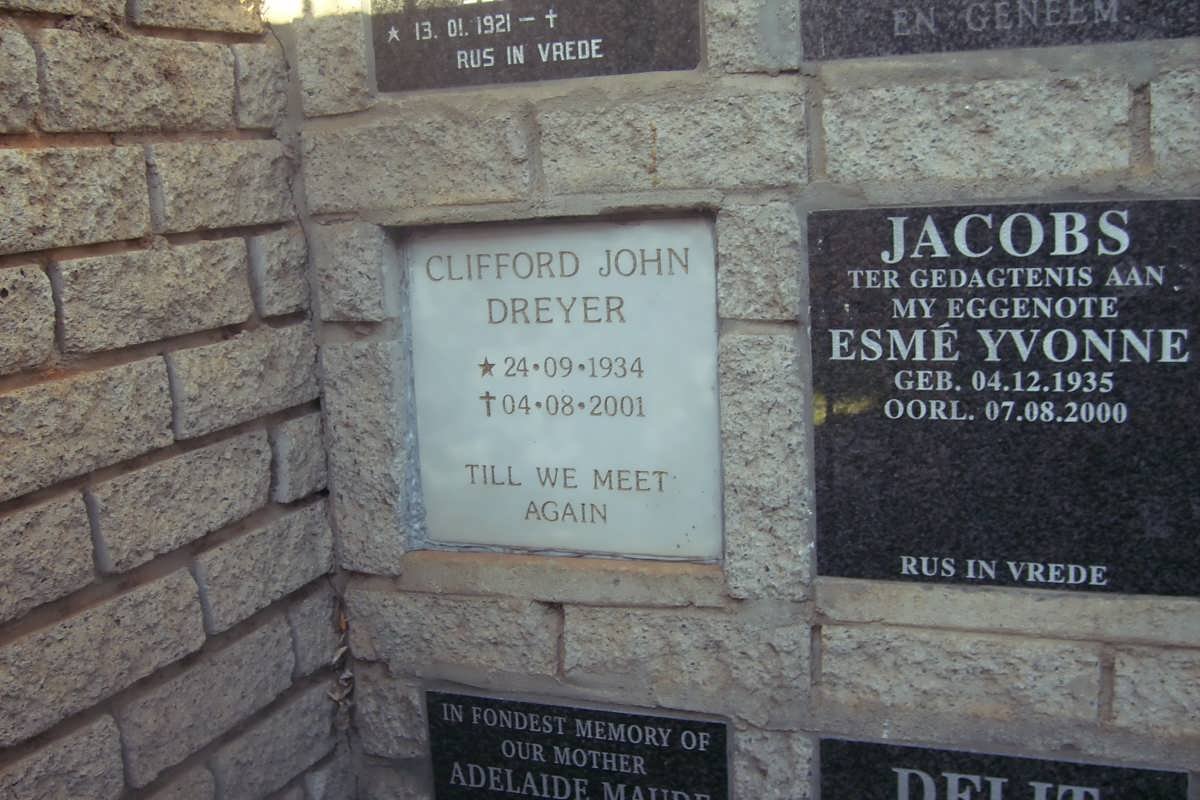 ★ 13. 01. 1921 – †
RUS IN VREDE
EN GENEEM
CLIFFORD JOHN
DREYER
★ 24·09·1934
† 04·08·2001
TILL WE MEET
AGAIN
JACOBS
TER GEDAGTENIS AAN
MY EGGENOTE
ESMÉ YVONNE
GEB. 04.12.1935
OORL. 07.08.2000
RUS IN VREDE
IN FONDEST MEMORY OF
OUR MOTHER
ADELAIDE MAUDE